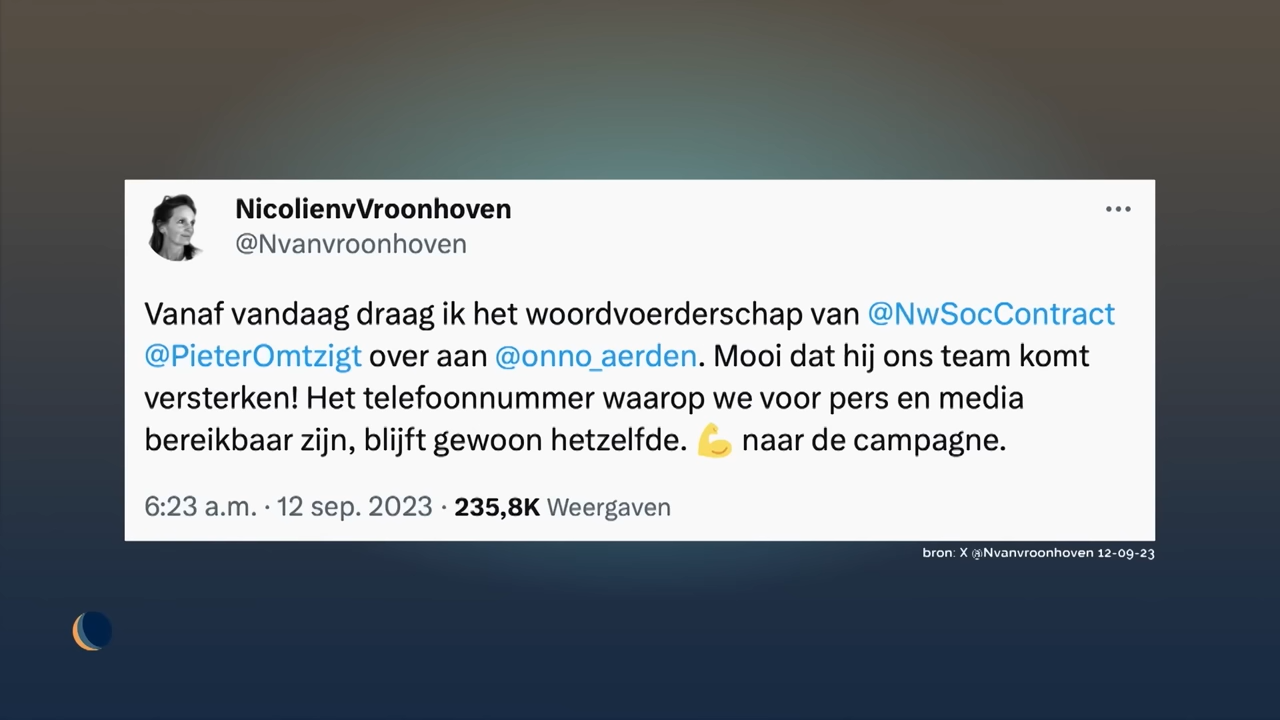 NicolienvVroonhoven
@Nvanvroonhoven
Vanaf vandaag draag ik het woordvoerderschap van @NwSocContract
@PieterOmtzigt over aan @onno_aerden. Mooi dat hij ons team komt
versterken! Het telefoonnummer waarop we voor pers en media
bereikbaar zijn, blijft gewoon hetzelfde. 💪 naar de campagne.
6:23 a.m. · 12 sep. 2023 · 235,8K Weergaven
bron: X @Nvanvroonhoven 12-09-23